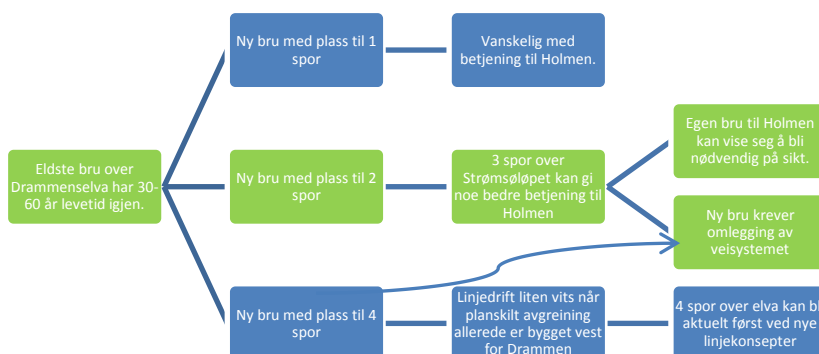 Ny bru med plass til 1
spor
Vanskelig med
betjening til Holmen.
Eldste bru over
Drammenselva har 30-
60 år levetid igjen.
Ny bru med plass til 2
spor
3 spor over
Strømsøløpet kan gi
noe bedre betjening til
Holmen
Egen bru til Holmen
kan vise seg å bli
nødvendig på sikt.
Ny bru krever
omlegging av
veisystemet
Ny bru med plass til 4
spor
Linjedrift liten vits når
planskilt avgreining
allerede er bygget vest
for Drammen
4 spor over elva kan bli
aktuelt først ved nye
linjekonsepter